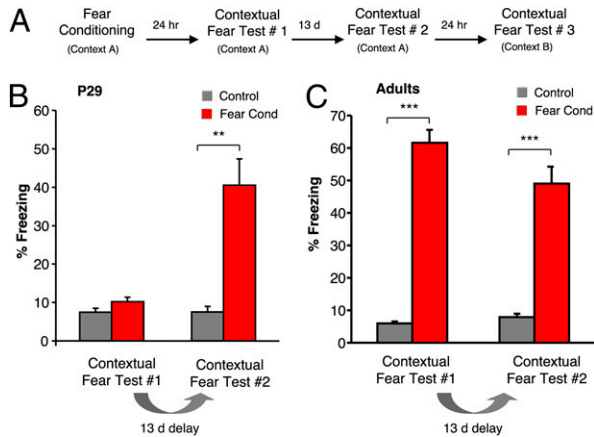 A
Fear
Conditioning
(Context A)
24 hr
Contextual
Fear Test # 1
(Context A)
13 d
Contextual
Fear Test # 2
(Context A)
24 hr
Contextual
Fear Test # 3
(Context B)
B
P29
Control
Fear Cond
**
% Freezing
60
50
40
30
20
10
0
Contextual
Fear Test #1
Contextual
Fear Test #2
13 d delay
C
Adults
Control
Fear Cond
***
***
% Freezing
70
60
50
40
30
20
10
0
Contextual
Fear Test #1
Contextual
Fear Test #2
13 d delay